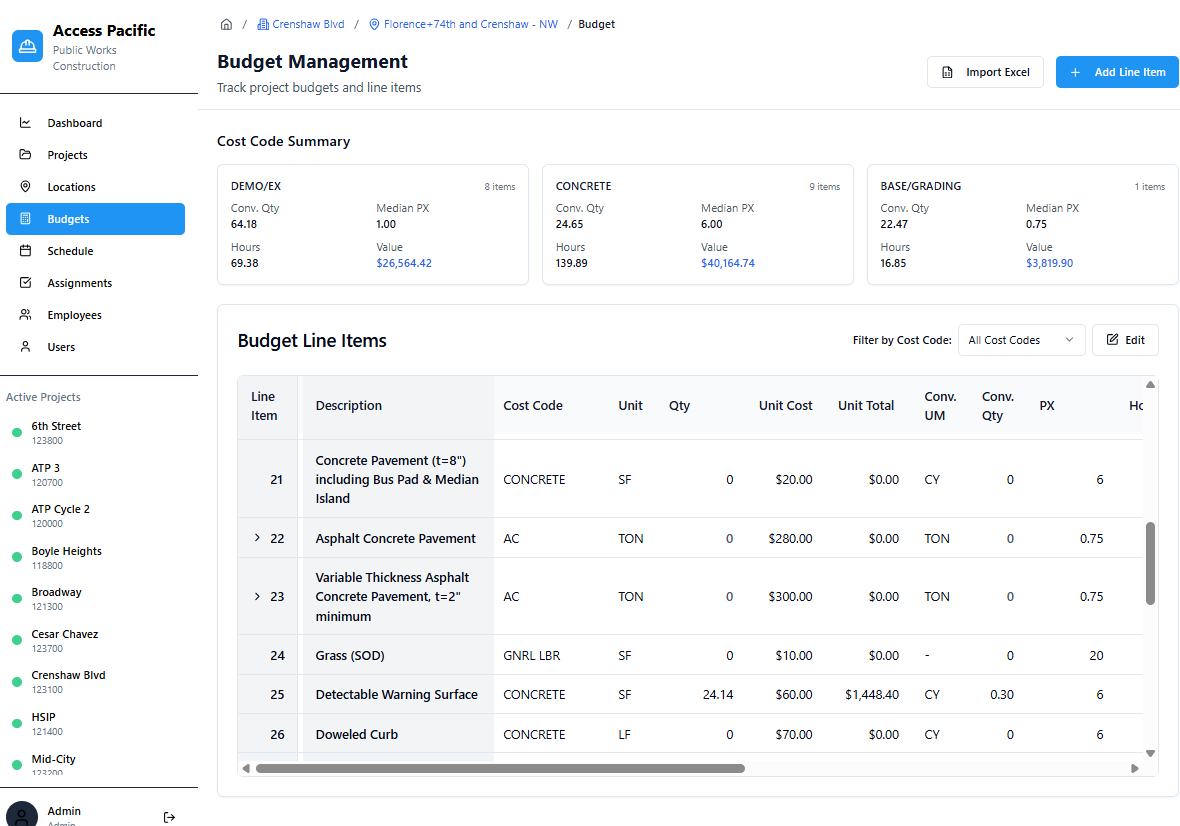 Access Pacific
Public Works
Construction
Dashboard
Projects
Locations
Budgets
Schedule
Assignments
Employees
Users
Active Projects
6th Street
123800
ATP 3
120700
ATP Cycle 2
120000
Boyle Heights
118800
Broadway
121300
Cesar Chavez
123700
Crenshaw Blvd
123100
HSIP
121400
Mid-City
123200
Admin
Admin
/ Crenshaw Blvd / Florence+74th and Crenshaw - NW / Budget
Budget Management
Track project budgets and line items
Import Excel
+ Add Line Item
Cost Code Summary
DEMO/EX 8 items
Conv. Qty Median PX
64.18 1.00
Hours Value
69.38 $26,564.42
CONCRETE 9 items
Conv. Qty Median PX
24.65 6.00
Hours Value
139.89 $40,164.74
BASE/GRADING 1 items
Conv. Qty Median PX
22.47 0.75
Hours Value
16.85 $3,819.90
Budget Line Items
Filter by Cost Code: All Cost Codes Edit
Line Item Description Cost Code Unit Qty Unit Cost Unit Total Conv. UM Conv. Qty PX Ho
21 Concrete Pavement (t=8") including Bus Pad & Median Island CONCRETE SF 0 $20.00 $0.00 CY 0 6
22 Asphalt Concrete Pavement AC TON 0 $280.00 $0.00 TON 0 0.75
23 Variable Thickness Asphalt Concrete Pavement, t=2" minimum AC TON 0 $300.00 $0.00 TON 0 0.75
24 Grass (SOD) GNRL LBR SF 0 $10.00 $0.00 - 0 20
25 Detectable Warning Surface CONCRETE SF 24.14 $60.00 $1,448.40 CY 0.30 6
26 Doweled Curb CONCRETE LF 0 $70.00 $0.00 CY 0 6